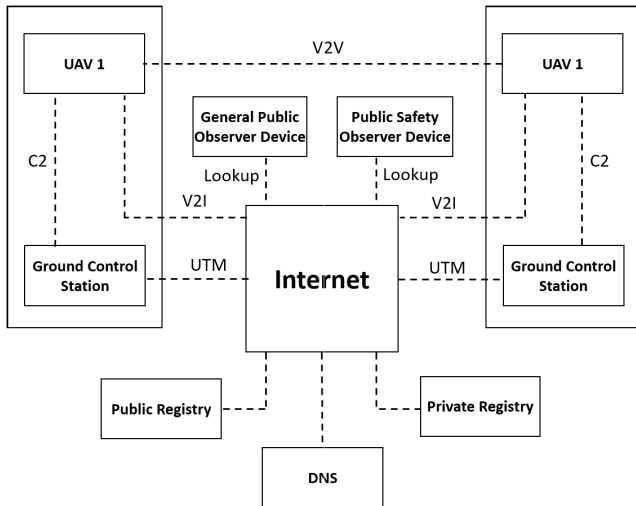 V2V
UAV 1
UAV 1
General Public
Observer Device
Public Safety
Observer Device
C2
Lookup
Lookup
C2
V2I
V2I
Ground Control
Station
UTM
Internet
UTM
Ground Control
Station
Public Registry
Private Registry
DNS